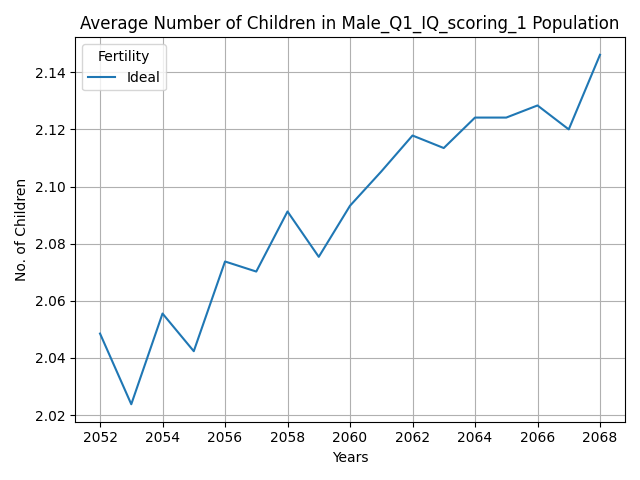 Average Number of Children in Male_Q1_IQ_scoring_1 Population
Fertility
Ideal
2.14
2.12
2.10
2.08
2.06
2.04
2.02
No. of Children
2052 2054 2056 2058 2060 2062 2064 2066 2068
Years